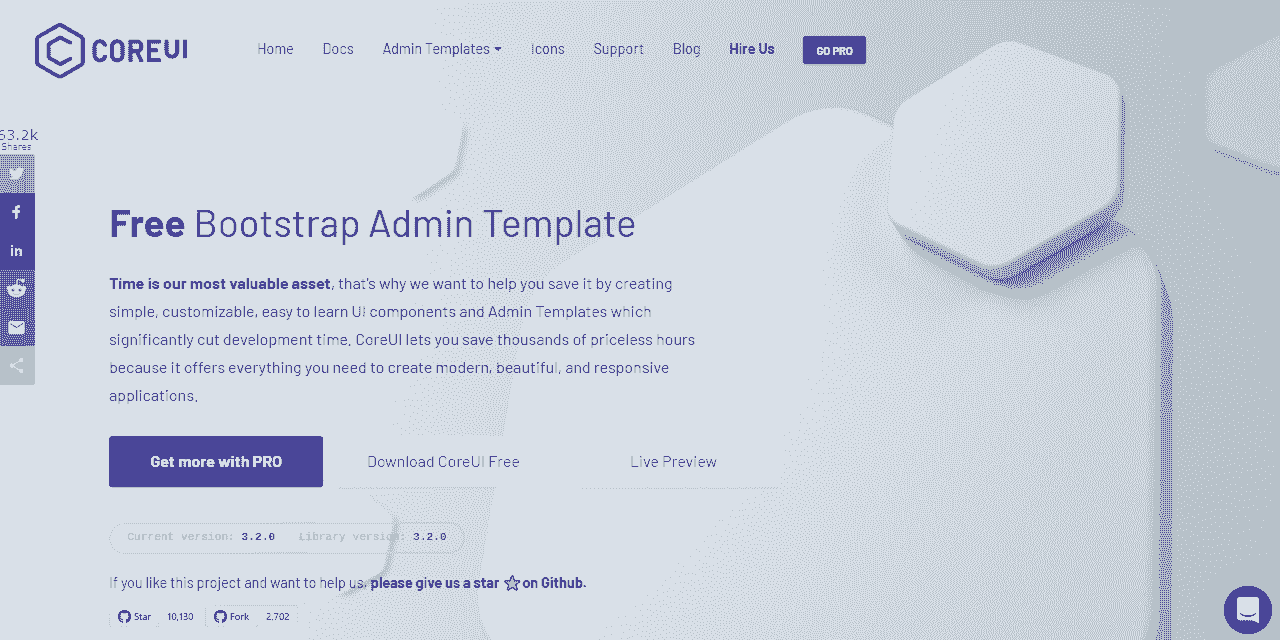 COREUI
Home Docs Admin Templates Icons Support Blog Hire Us GO PRO
63.2k
Shares
in
Free Bootstrap Admin Template
Time is our most valuable asset, that's why we want to help you save it by creating
simple, customizable, easy to learn UI components and Admin Templates which
significantly cut development time. CoreUI lets you save thousands of priceless hours
because it offers everything you need to create modern, beautiful, and responsive
applications.
Get more with PRO Download CoreUI Free Live Preview
Current version: 3.2.0 Library version: 3.2.0
If you like this project and want to help us, please give us a star on Github.
Star 10,130 Fork 2,702